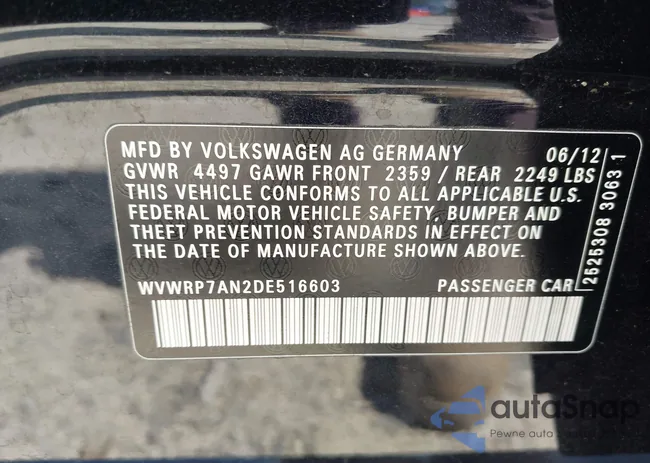 MFD BY VOLKSWAGEN AG GERMANY 06/12
GVWR 4497 GAWR FRONT 2359 / REAR 2249 LBS
THIS VEHICLE CONFORMS TO ALL APPLICABLE U.S.
FEDERAL MOTOR VEHICLE SAFETY, BUMPER AND
THEFT PREVENTION STANDARDS IN EFFECT ON
THE DATE OF MANUFACTURE SHOWN ABOVE.
WVWRP7AN2DE516603 PASSENGER CAR
2525308 3063 1
autoSnap
Pewne auta